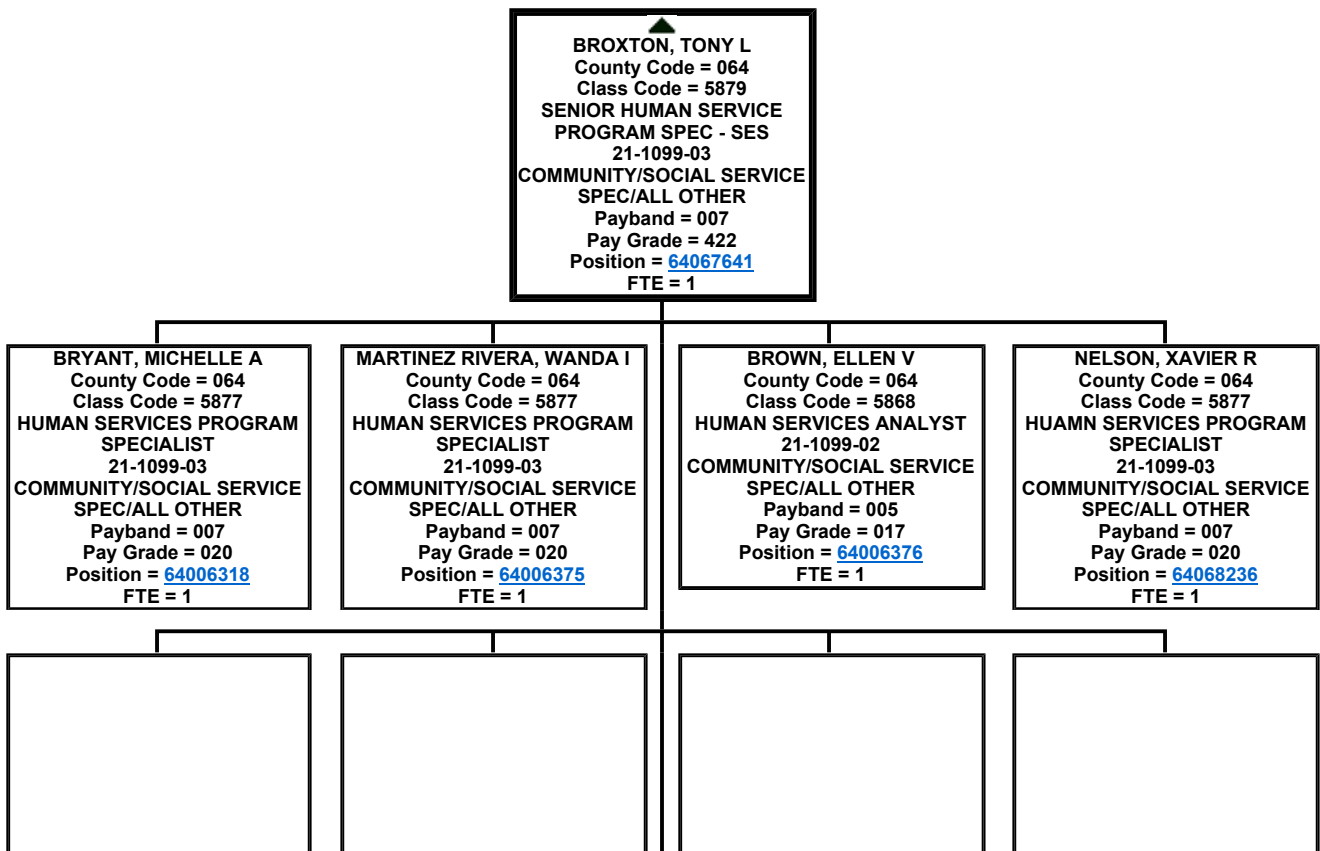 BROXTON, TONY L
County Code = 064
Class Code = 5879
SENIOR HUMAN SERVICE
PROGRAM SPEC - SES
21-1099-03
COMMUNITY/SOCIAL SERVICE
SPEC/ALL OTHER
Payband = 007
Pay Grade = 422
Position = 64067641
FTE = 1
BRYANT, MICHELLE A
County Code = 064
Class Code = 5877
HUMAN SERVICES PROGRAM
SPECIALIST
21-1099-03
COMMUNITY/SOCIAL SERVICE
SPEC/ALL OTHER
Payband = 007
Pay Grade = 020
Position = 64006318
FTE = 1
MARTINEZ RIVERA, WANDA I
County Code = 064
Class Code = 5877
HUMAN SERVICES PROGRAM
SPECIALIST
21-1099-03
COMMUNITY/SOCIAL SERVICE
SPEC/ALL OTHER
Payband = 007
Pay Grade = 020
Position = 64006375
FTE = 1
BROWN, ELLEN V
County Code = 064
Class Code = 5868
HUMAN SERVICES ANALYST
21-1099-02
COMMUNITY/SOCIAL SERVICE
SPEC/ALL OTHER
Payband = 005
Pay Grade = 017
Position = 64006376
FTE = 1
NELSON, XAVIER R
County Code = 064
Class Code = 5877
HUAMN SERVICES PROGRAM
SPECIALIST
21-1099-03
COMMUNITY/SOCIAL SERVICE
SPEC/ALL OTHER
Payband = 007
Pay Grade = 020
Position = 64068236
FTE = 1